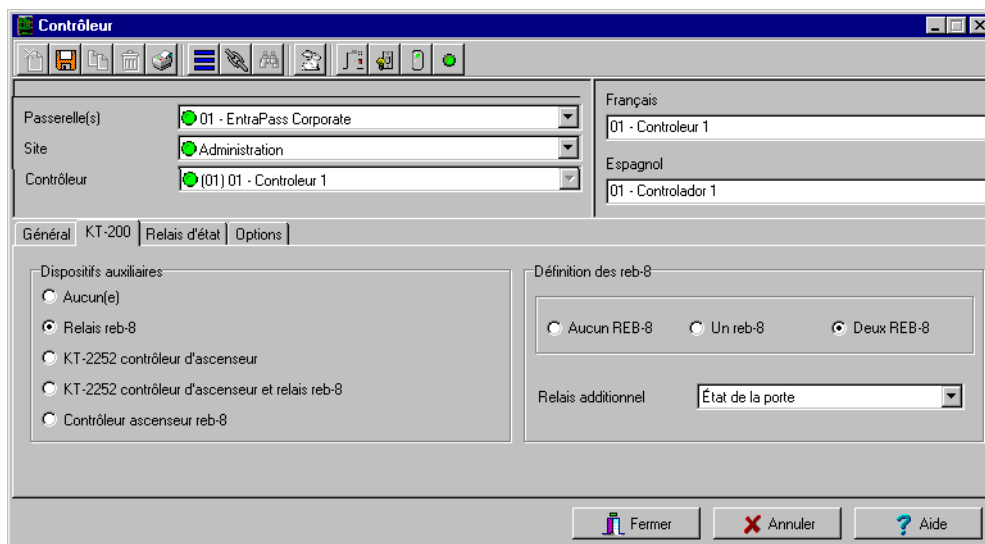 Contrôleur
Passerelle(s)
01 - EntraPass Corporate
Site
Administration
Contrôleur
(01) 01 - Controleur 1
Français
01 - Controleur 1
Espagnol
01 - Controlador 1
Général
KT-200
Relais d'état
Options
Dispositifs auxiliaires
Aucun(e)
Relais reb-8
KT-2252 contrôleur d'ascenseur
KT-2252 contrôleur d'ascenseur et relais reb-8
Contrôleur ascenseur reb-8
Définition des reb-8
Aucun REB-8
Un reb-8
Deux REB-8
Relais additionnel
État de la porte
Fermer
Annuler
Aide